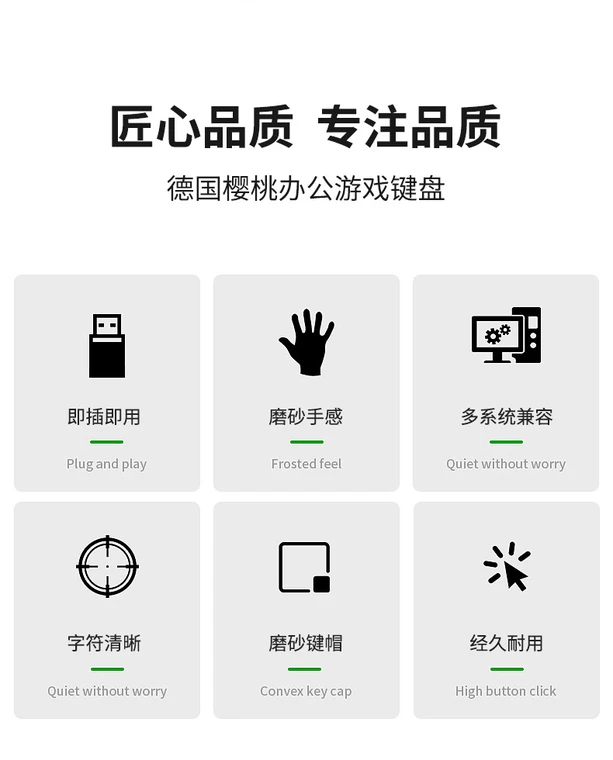 匠心品质 专注品质
德国樱桃办公游戏键盘
即插即用
Plug and play
磨砂手感
Frosted feel
多系统兼容
Quiet without worry
字符清晰
Quiet without worry
磨砂键帽
Convex key cap
经久耐用
High button click